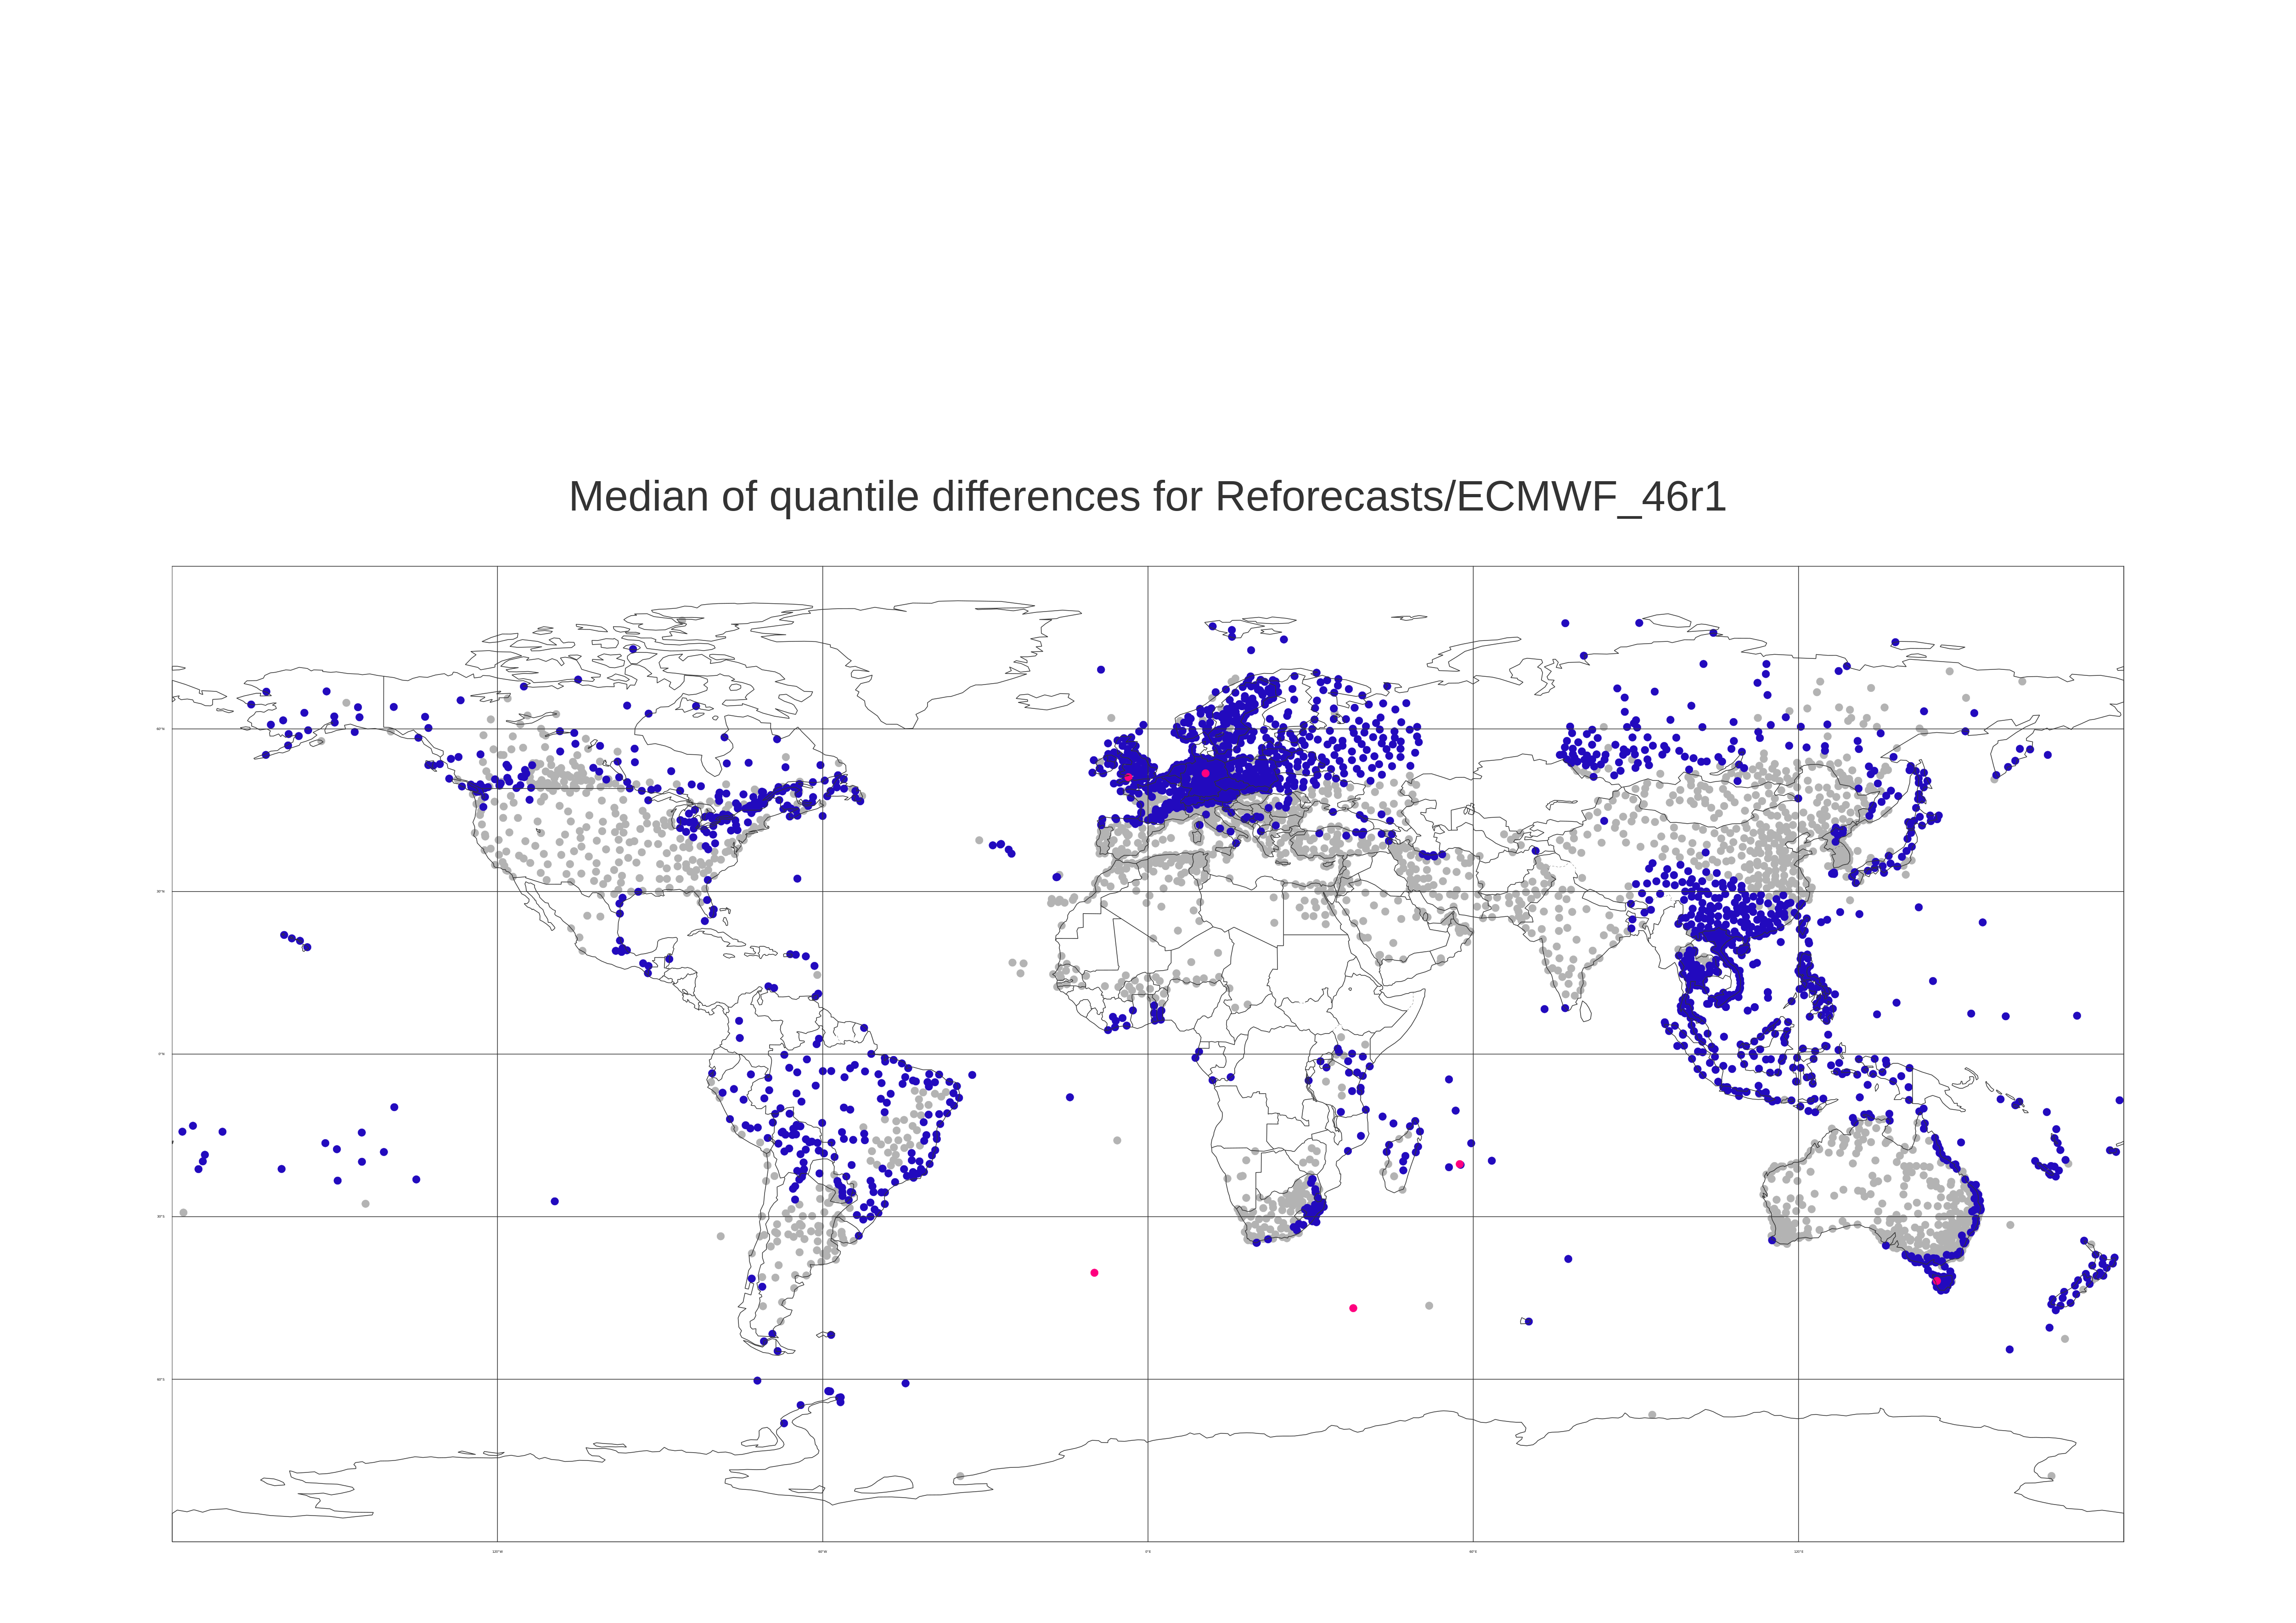 Median of quantile differences for Reforecasts/ECMWF_46r1
60°N
30°N
0°N
30°S
60°S
120°W
60°W
0°E
60°E
120°E